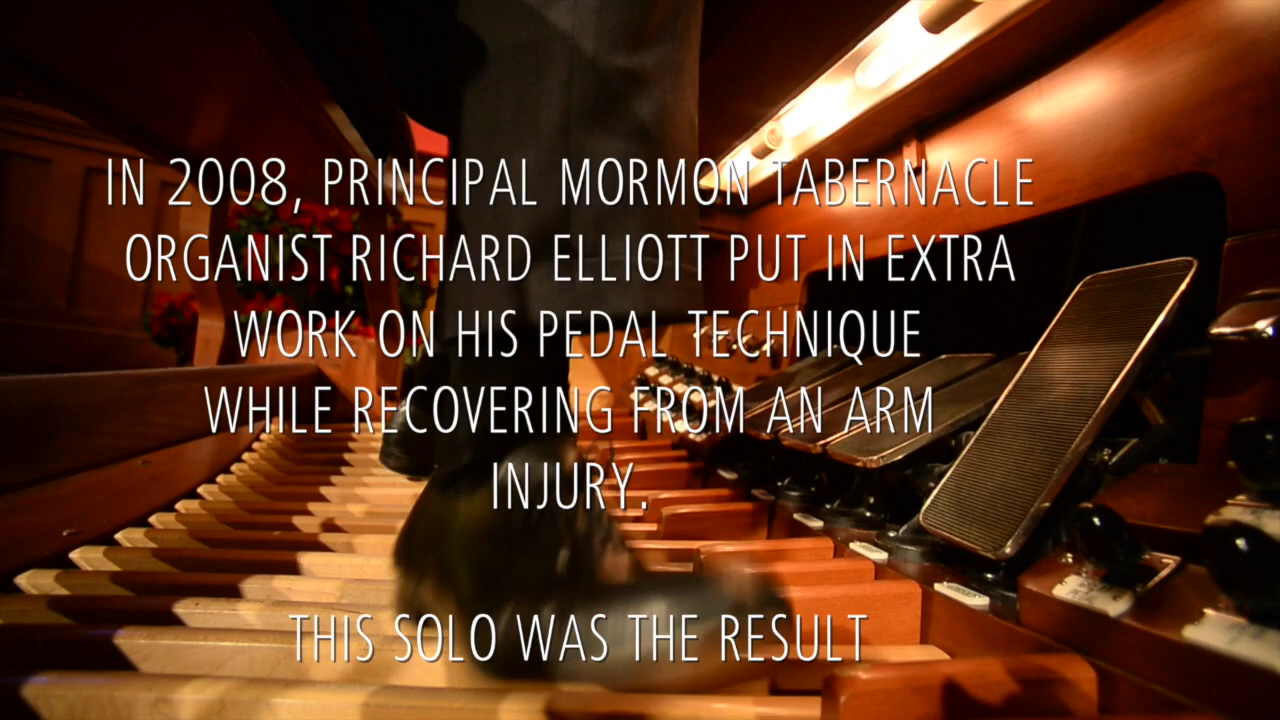 IN 2008, PRINCIPAL MORMON TABERNACLE
ORGANIST RICHARD ELLIOTT PUT IN EXTRA
WORK ON HIS PEDAL TECHNIQUE
WHILE RECOVERING FROM AN ARM
INJURY.
THIS SOLO WAS THE RESULT